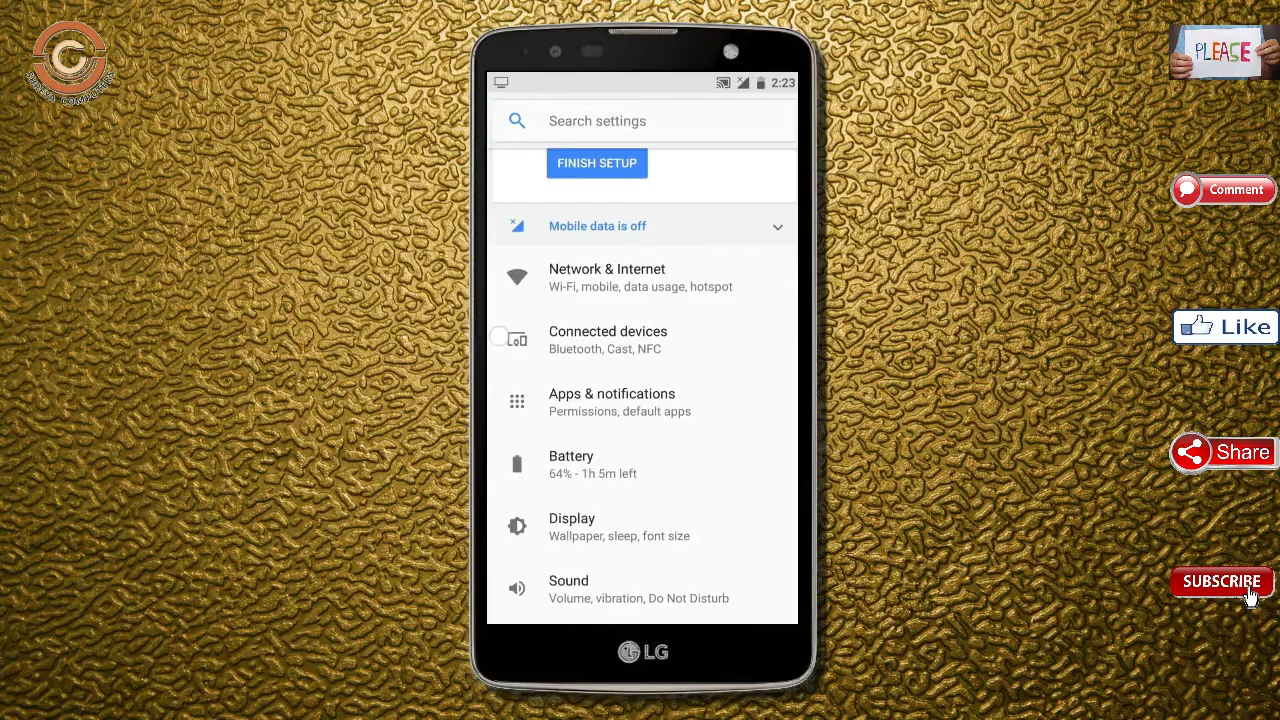 SHREYA COMPUTERS
PLEASE
2:23
Search settings
FINISH SETUP
Mobile data is off
Network & Internet
Wi-Fi, mobile, data usage, hotspot
Comment
Connected devices
Bluetooth, Cast, NFC
Like
Apps & notifications
Permissions, default apps
Battery
64% - 1h 5m left
Share
Display
Wallpaper, sleep, font size
Sound
Volume, vibration, Do Not Disturb
SUBSCRIBE
LG